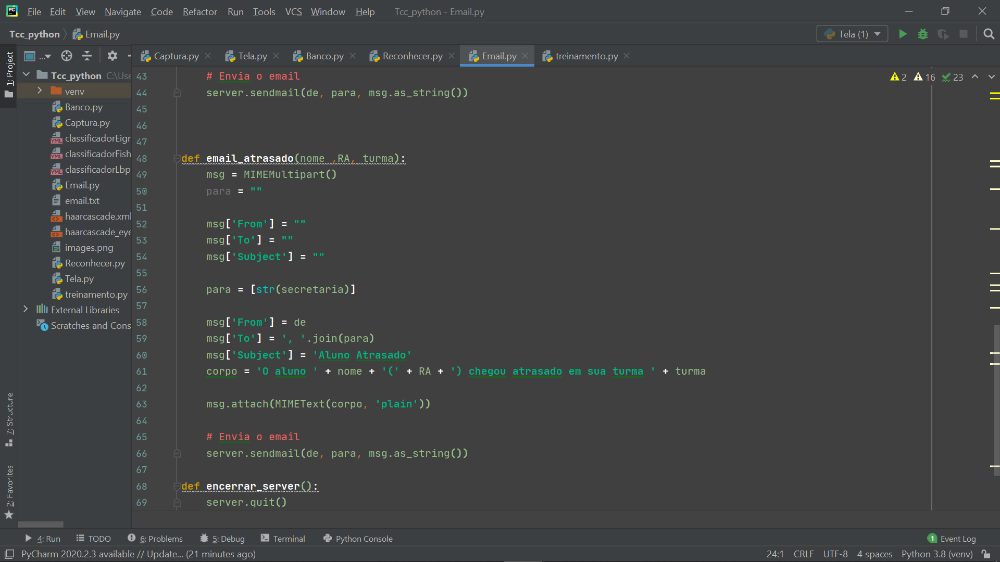 PC File Edit View Navigate Code Refactor Run Tools VCS Window Help Tcc_python - Email.py
Tcc_python Email.py Tela (1)
1: Project
...
Captura.py Tela.py Banco.py Reconhecer.py Email.py treinamento.py
2 16 23
Tcc_python C:\Use
venv
Banco.py
Captura.py
classificadorEigr
classificadorFish
classificadorLbp
Email.py
email.txt
haarcascade.xml
haarcascade_eye
images.png
Reconhecer.py
Tela.py
treinamento.py
External Libraries
Scratches and Cons
7: Structure
2: Favorites
43 # Envia o email
44 server.sendmail(de, para, msg.as_string())
45
46
47
48 def email_atrasado(nome ,RA, turma):
49 msg = MIMEMultipart()
50 para = ""
51
52 msg['From'] = ""
53 msg['To'] = ""
54 msg['Subject'] = ""
55
56 para = [str(secretaria)]
57
58 msg['From'] = de
59 msg['To'] = ', '.join(para)
60 msg['Subject'] = 'Aluno Atrasado'
61 corpo = 'O aluno ' + nome + '(' + RA + ') chegou atrasado em sua turma ' + turma
62
63 msg.attach(MIMEText(corpo, 'plain'))
64
65 # Envia o email
66 server.sendmail(de, para, msg.as_string())
67
68 def encerrar_server():
69 server.quit()
4: Run TODO 6: Problems 5: Debug Terminal Python Console 1 Event Log
PyCharm 2020.2.3 available // Update... (21 minutes ago) 24:1 CRLF UTF-8 4 spaces Python 3.8 (venv)